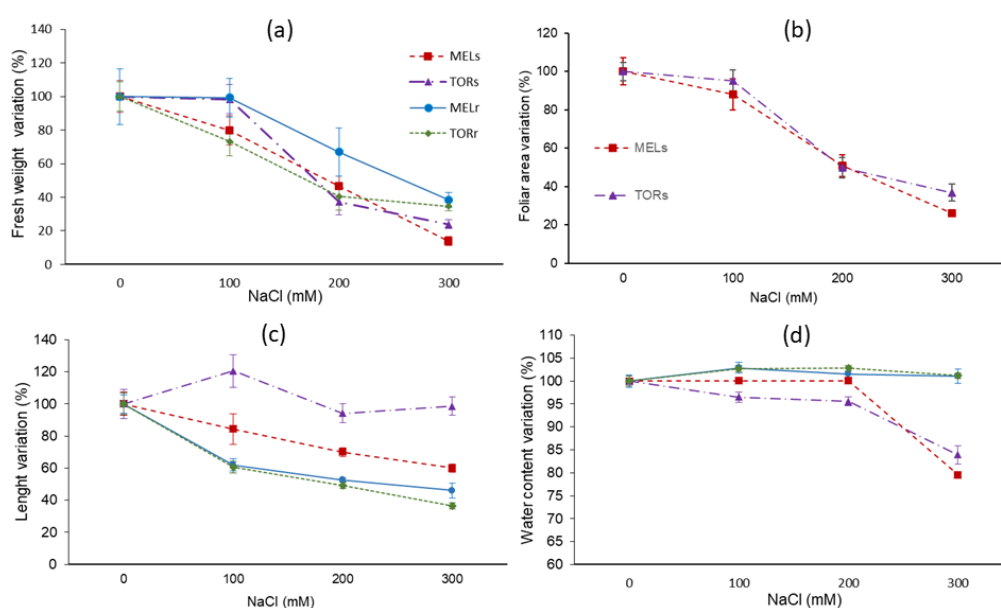 (a)
Fresh weiight variation (%)
140
120
100
80
60
40
20
0
0 100 200 300
NaCl (mM)
MELs
TORs
MELr
TORr
(b)
Foliar area variation (%)
120
100
80
60
40
20
0
0 100 200 300
NaCl (mM)
MELs
TORs
(c)
Lenght variation (%)
140
120
100
80
60
40
20
0
0 100 200 300
NaCl (mM)
(d)
Water content variation (%)
110
105
100
95
90
85
80
75
70
65
60
0 100 200 300
NaCl (mM)